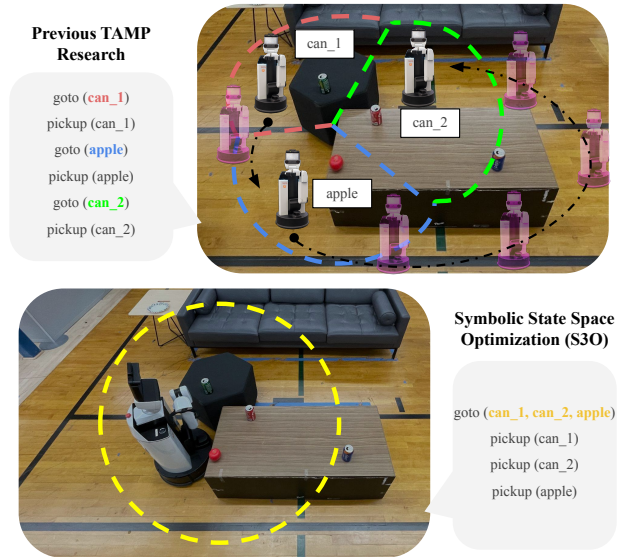 Previous TAMP
Research
goto (can_1)
pickup (can_1)
goto (apple)
pickup (apple)
goto (can_2)
pickup (can_2)
can_1
can_2
apple
Symbolic State Space
Optimization (S3O)
goto (can_1, can_2, apple)
pickup (can_1)
pickup (can_2)
pickup (apple)